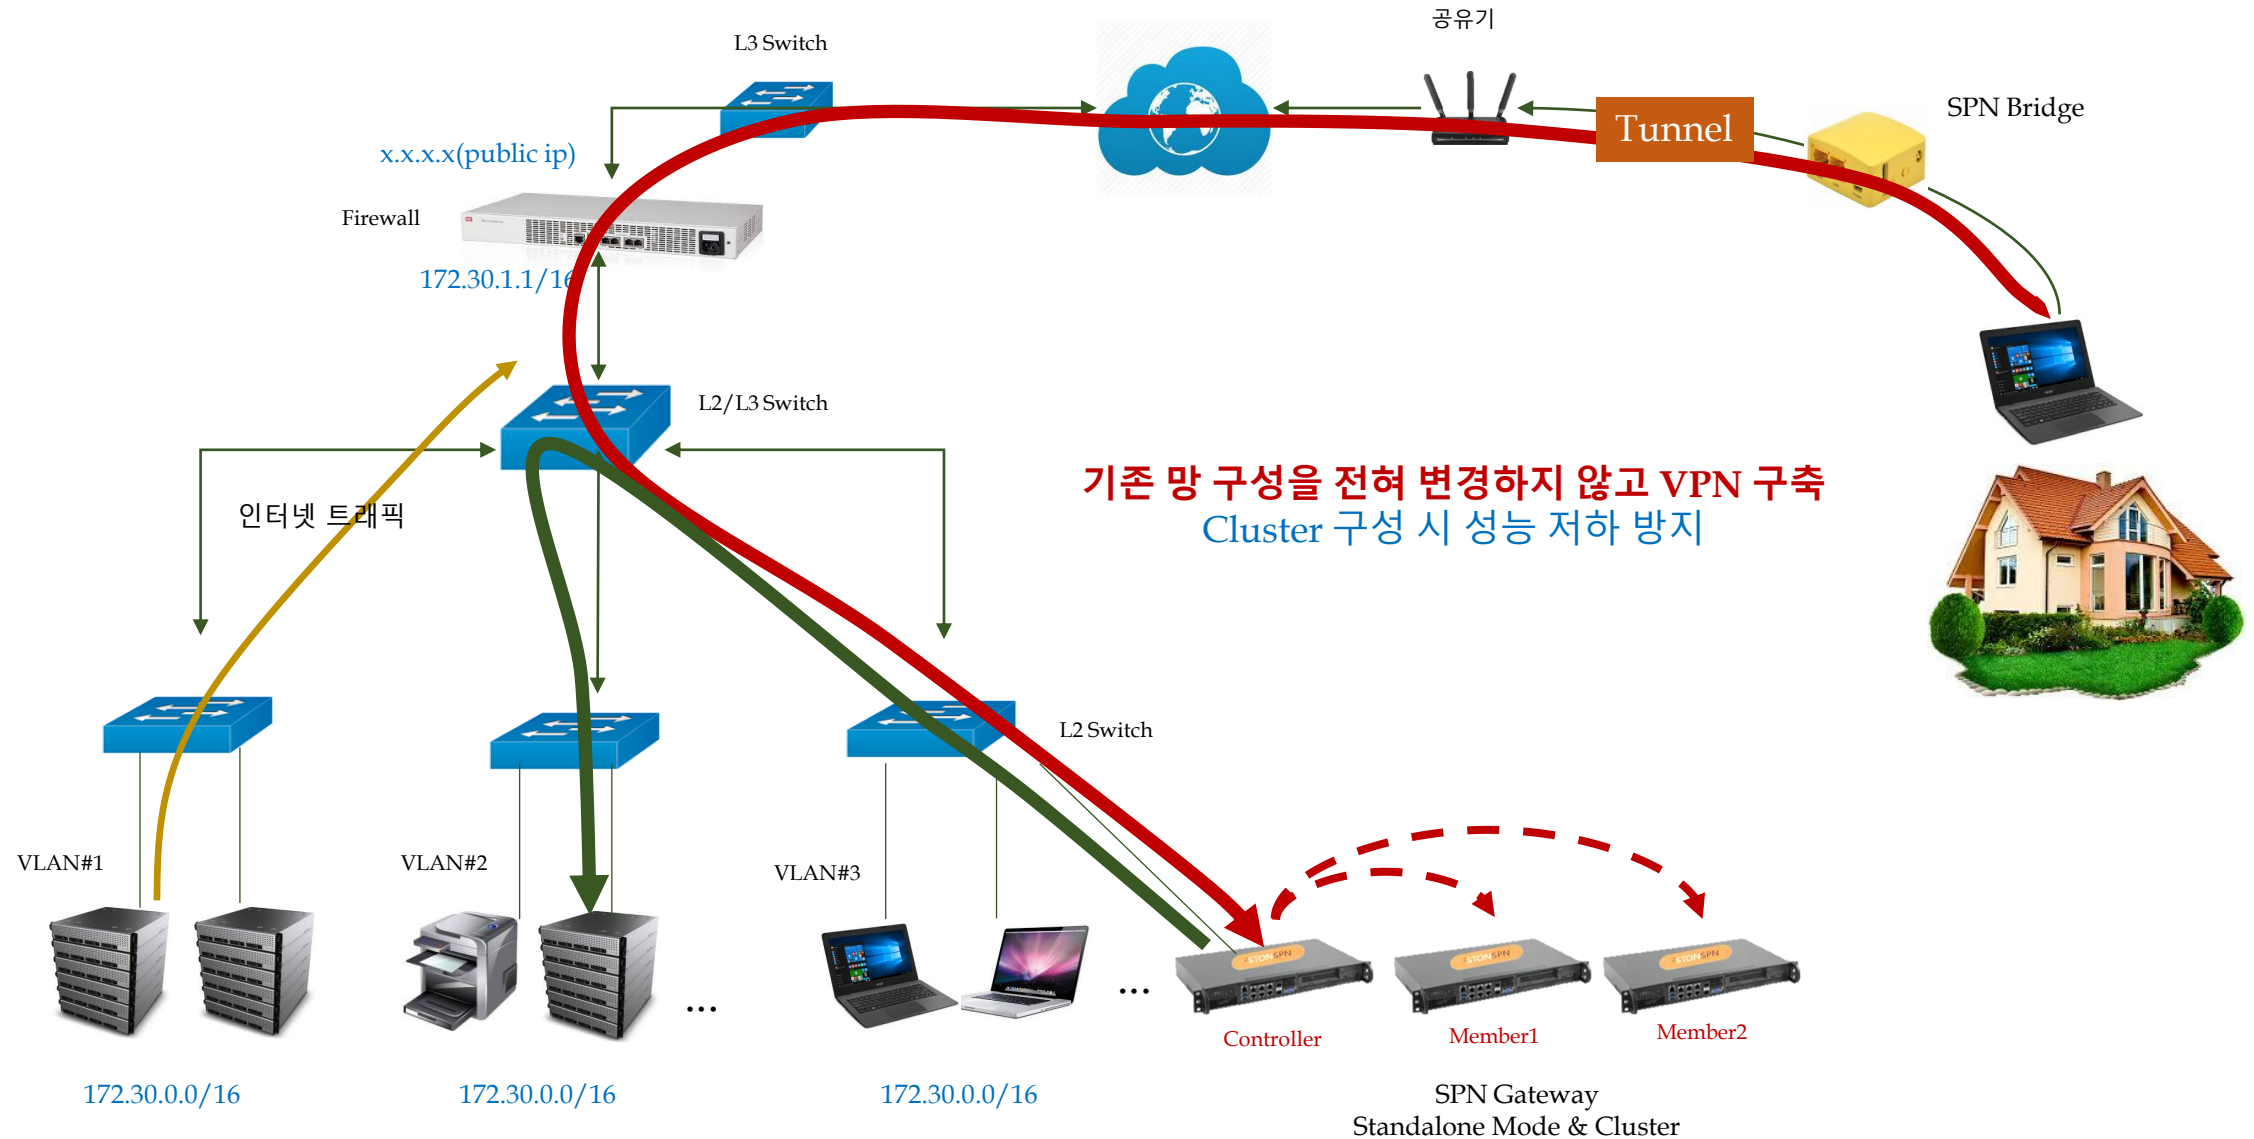 공유기
L3 Switch
SPN Bridge
Tunnel
x.x.x.x(public ip)
Firewall
172.30.1.1/16
L2/L3 Switch
기존 망 구성을 전혀 변경하지 않고 VPN 구축
Cluster 구성 시 성능 저하 방지
인터넷 트래픽
L2 Switch
VLAN#1
VLAN#2
VLAN#3
...
...
STONSPN
STONSPN
STONSPN
Controller
Member1
Member2
172.30.0.0/16
172.30.0.0/16
172.30.0.0/16
SPN Gateway
Standalone Mode & Cluster